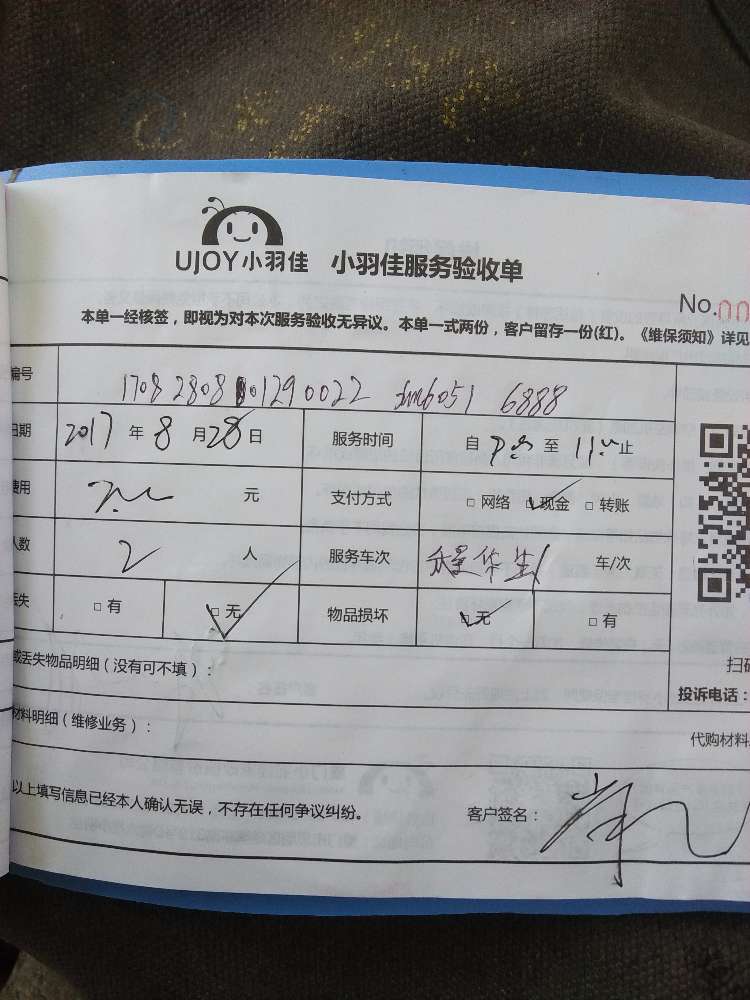 UJOY小羽佳 小羽佳服务验收单
No.00
本单一经核签，即视为对本次服务验收无异议。本单一式两份，客户留存一份(红)。《维保须知》详见
编号 6888
日期 2017 年 8 月 28 日 服务时间 自 至 11 止
费用 元 支付方式 □ 网络 □ 现金 □ 转账
人数 2 人 服务车次 车/次
丢失 □ 有 □ 无 物品损坏 □ 无 □ 有
或丢失物品明细（没有可不填）：
扫码
投诉电话：
材料明细（维修业务）：
代购材料
以上填写信息已经本人确认无误，不存在任何争议纠纷。 客户签名：